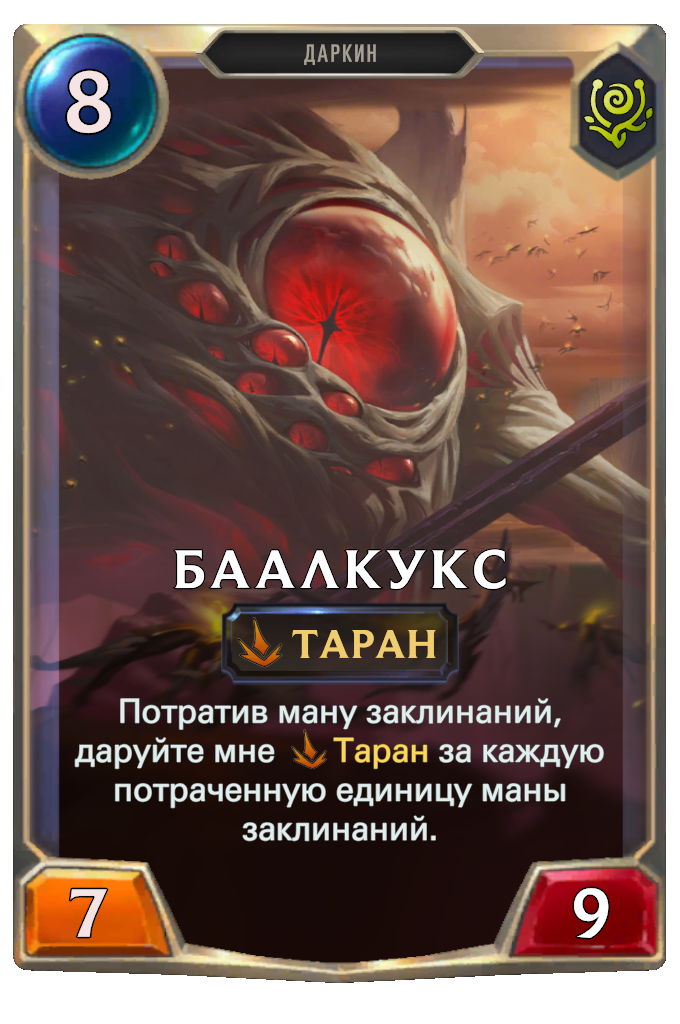 ДАРКИН
8
БААЛКУКС
ТАРАН
Потратив ману заклинаний,
даруйте мне Таран за каждую
потраченную единицу маны
заклинаний.
7
9